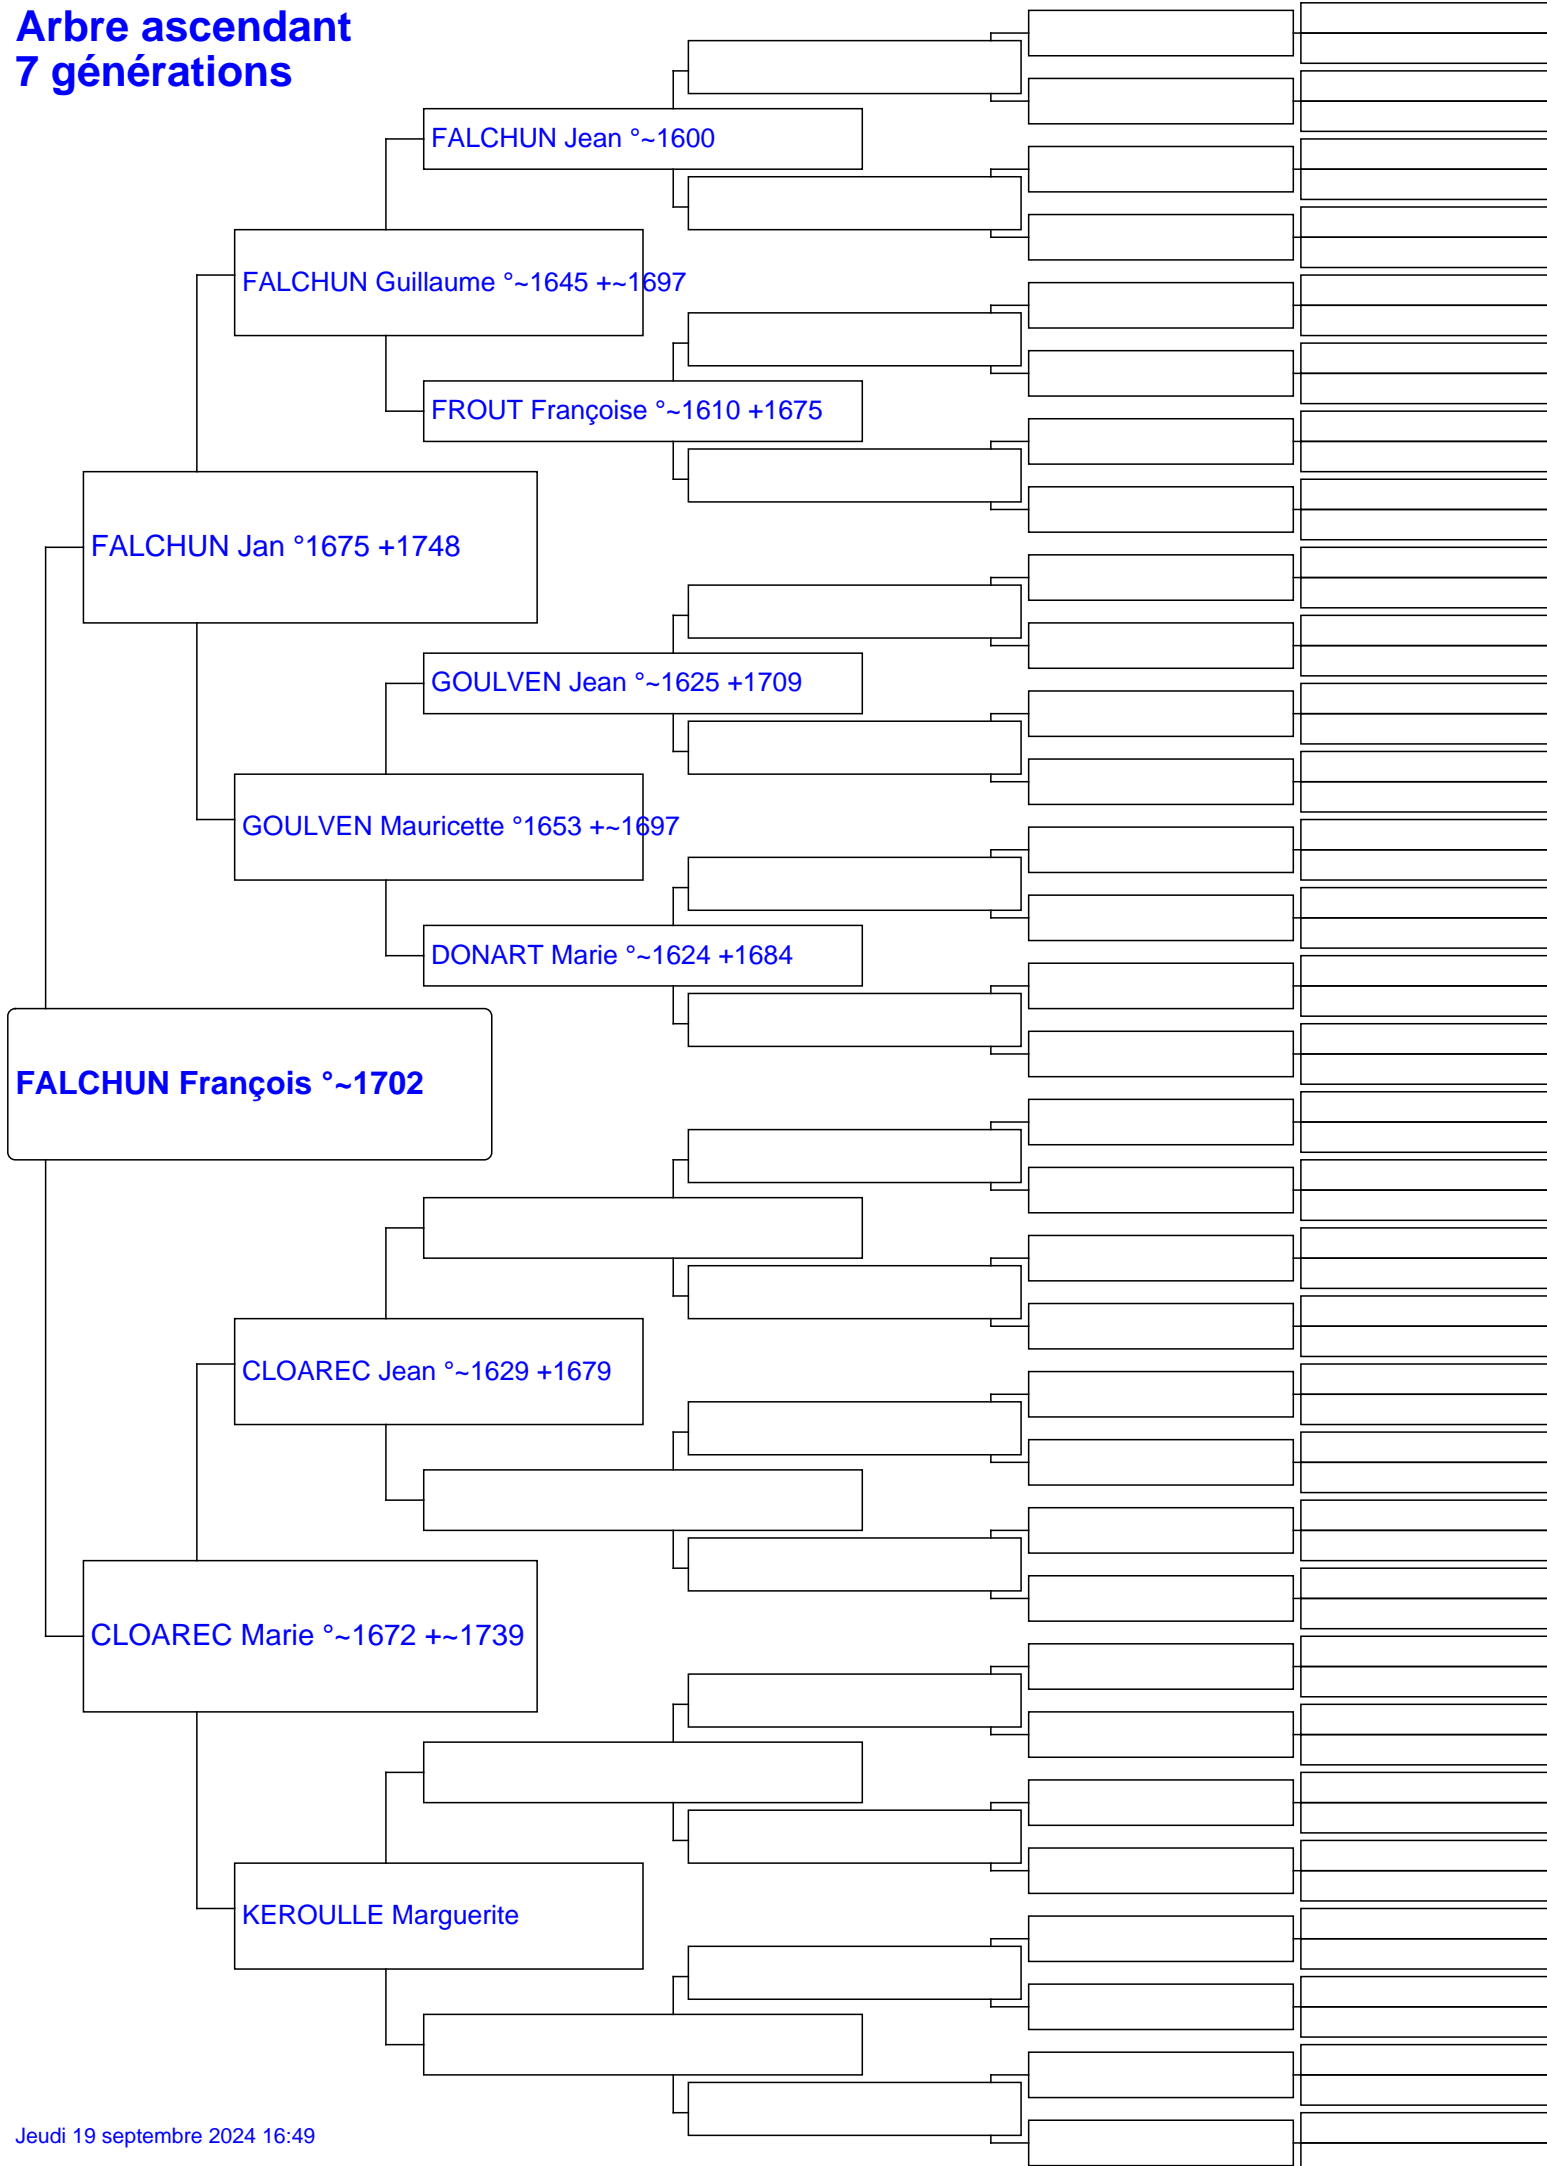 Arbre ascendant
7 générations
FALCHUN Jean °~1600
FALCHUN Guillaume °~1645 +~1697
FROUT Françoise °~1610 +1675
FALCHUN Jan °1675 +1748
GOULVEN Jean °~1625 +1709
GOULVEN Mauricette °1653 +~1697
DONART Marie °~1624 +1684
FALCHUN François °~1702
CLOAREC Jean °~1629 +1679
CLOAREC Marie °~1672 +~1739
KEROULLE Marguerite
Jeudi 19 septembre 2024 16:49